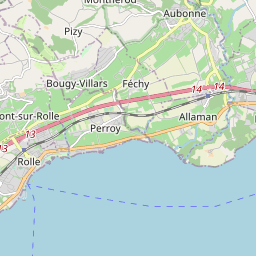 Montherod
Aubonne
Pizy
Bougy-Villars
Féchy
14
14
ont-sur-Rolle
Allaman
13
Perroy
13
Rolle